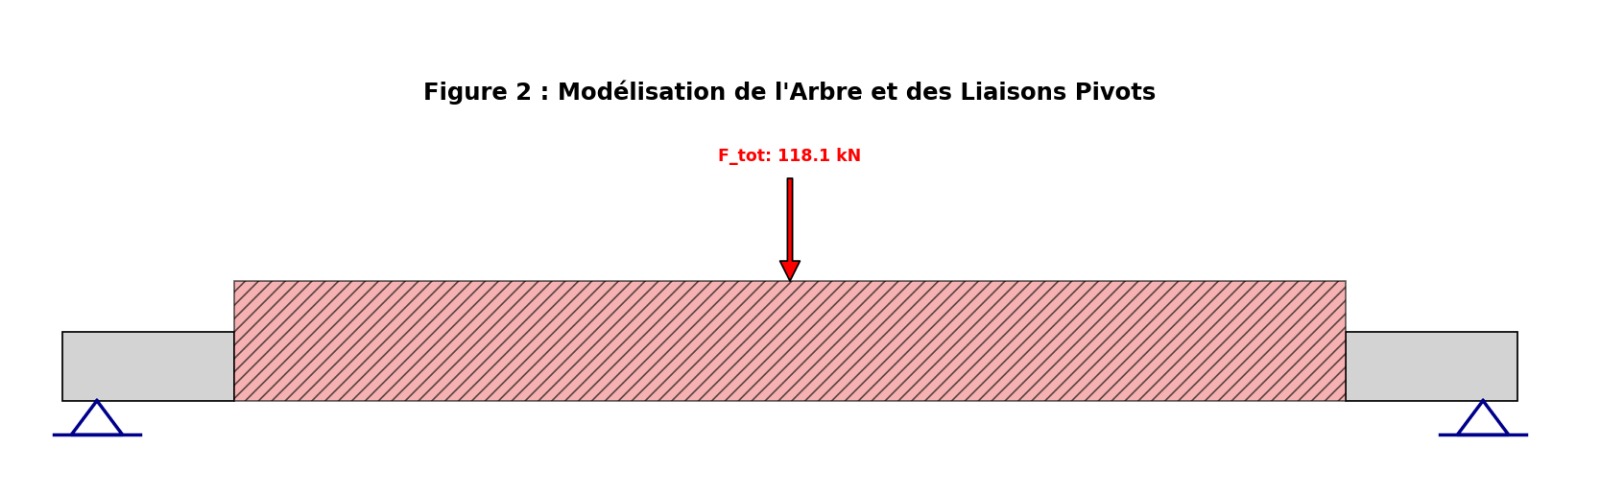 Figure 2 : Modélisation de l'Arbre et des Liaisons Pivots
F_tot: 118.1 kN